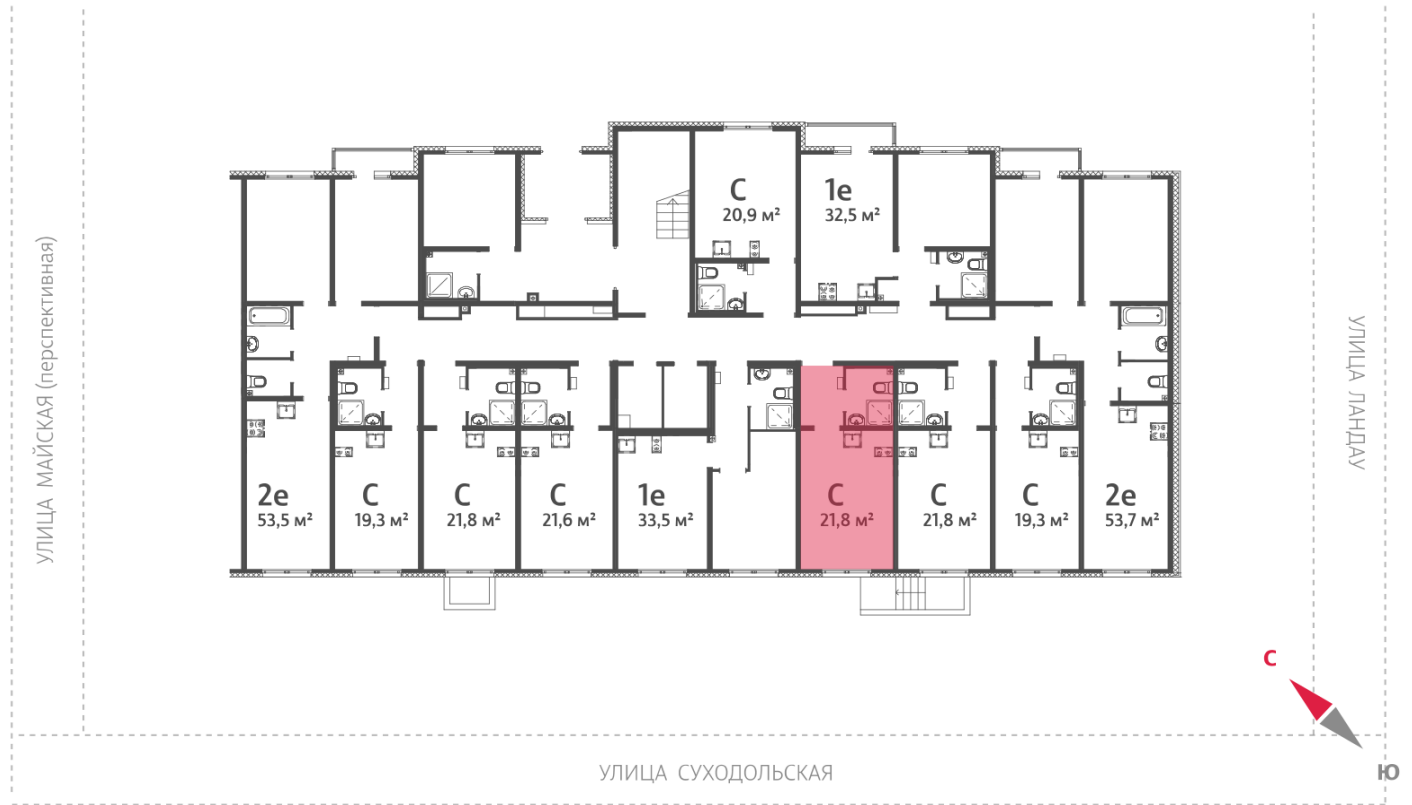 С
20,9 м²
1е
32,5 м²
УЛИЦА МАЙСКАЯ (перспективная)
УЛИЦА ЛАНДАУ
2е
53,5 м²
С
19,3 м²
С
21,8 м²
С
21,6 м²
1е
33,5 м²
С
21,8 м²
С
21,8 м²
С
19,3 м²
2е
53,7 м²
С
Ю
УЛИЦА СУХОДОЛЬСКАЯ